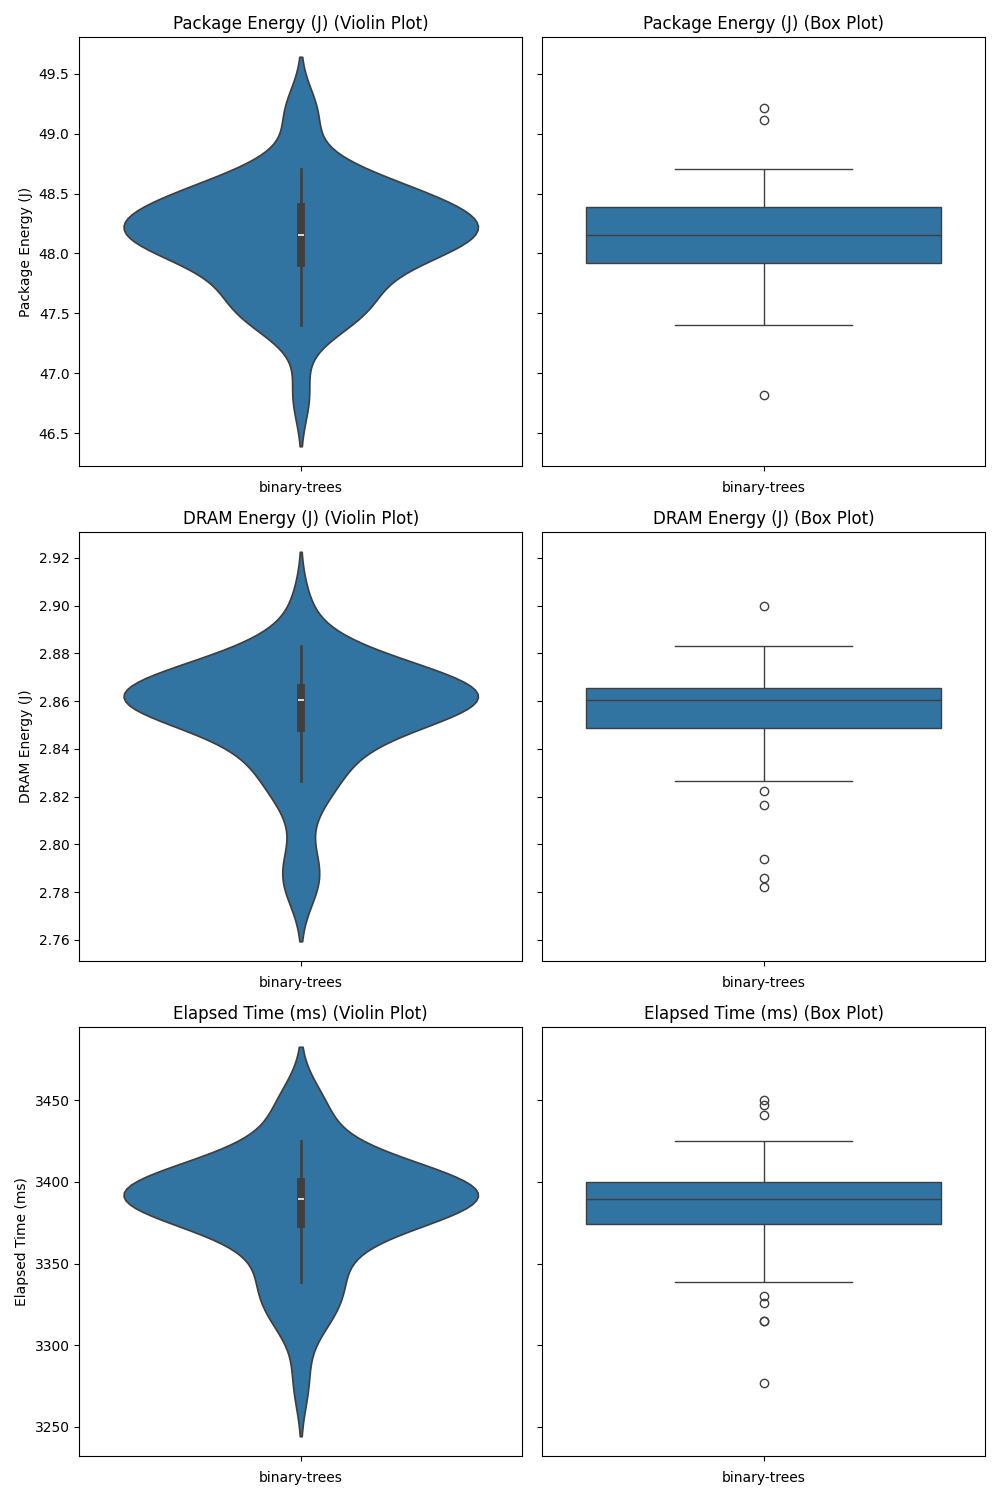 Package Energy (J) (Violin Plot)
Package Energy (J) (Box Plot)
Package Energy (J)
49.5
49.0
48.5
48.0
47.5
47.0
46.5
binary-trees
binary-trees
DRAM Energy (J) (Violin Plot)
DRAM Energy (J) (Box Plot)
DRAM Energy (J)
2.92
2.90
2.88
2.86
2.84
2.82
2.80
2.78
2.76
binary-trees
binary-trees
Elapsed Time (ms) (Violin Plot)
Elapsed Time (ms) (Box Plot)
Elapsed Time (ms)
3450
3400
3350
3300
3250
binary-trees
binary-trees